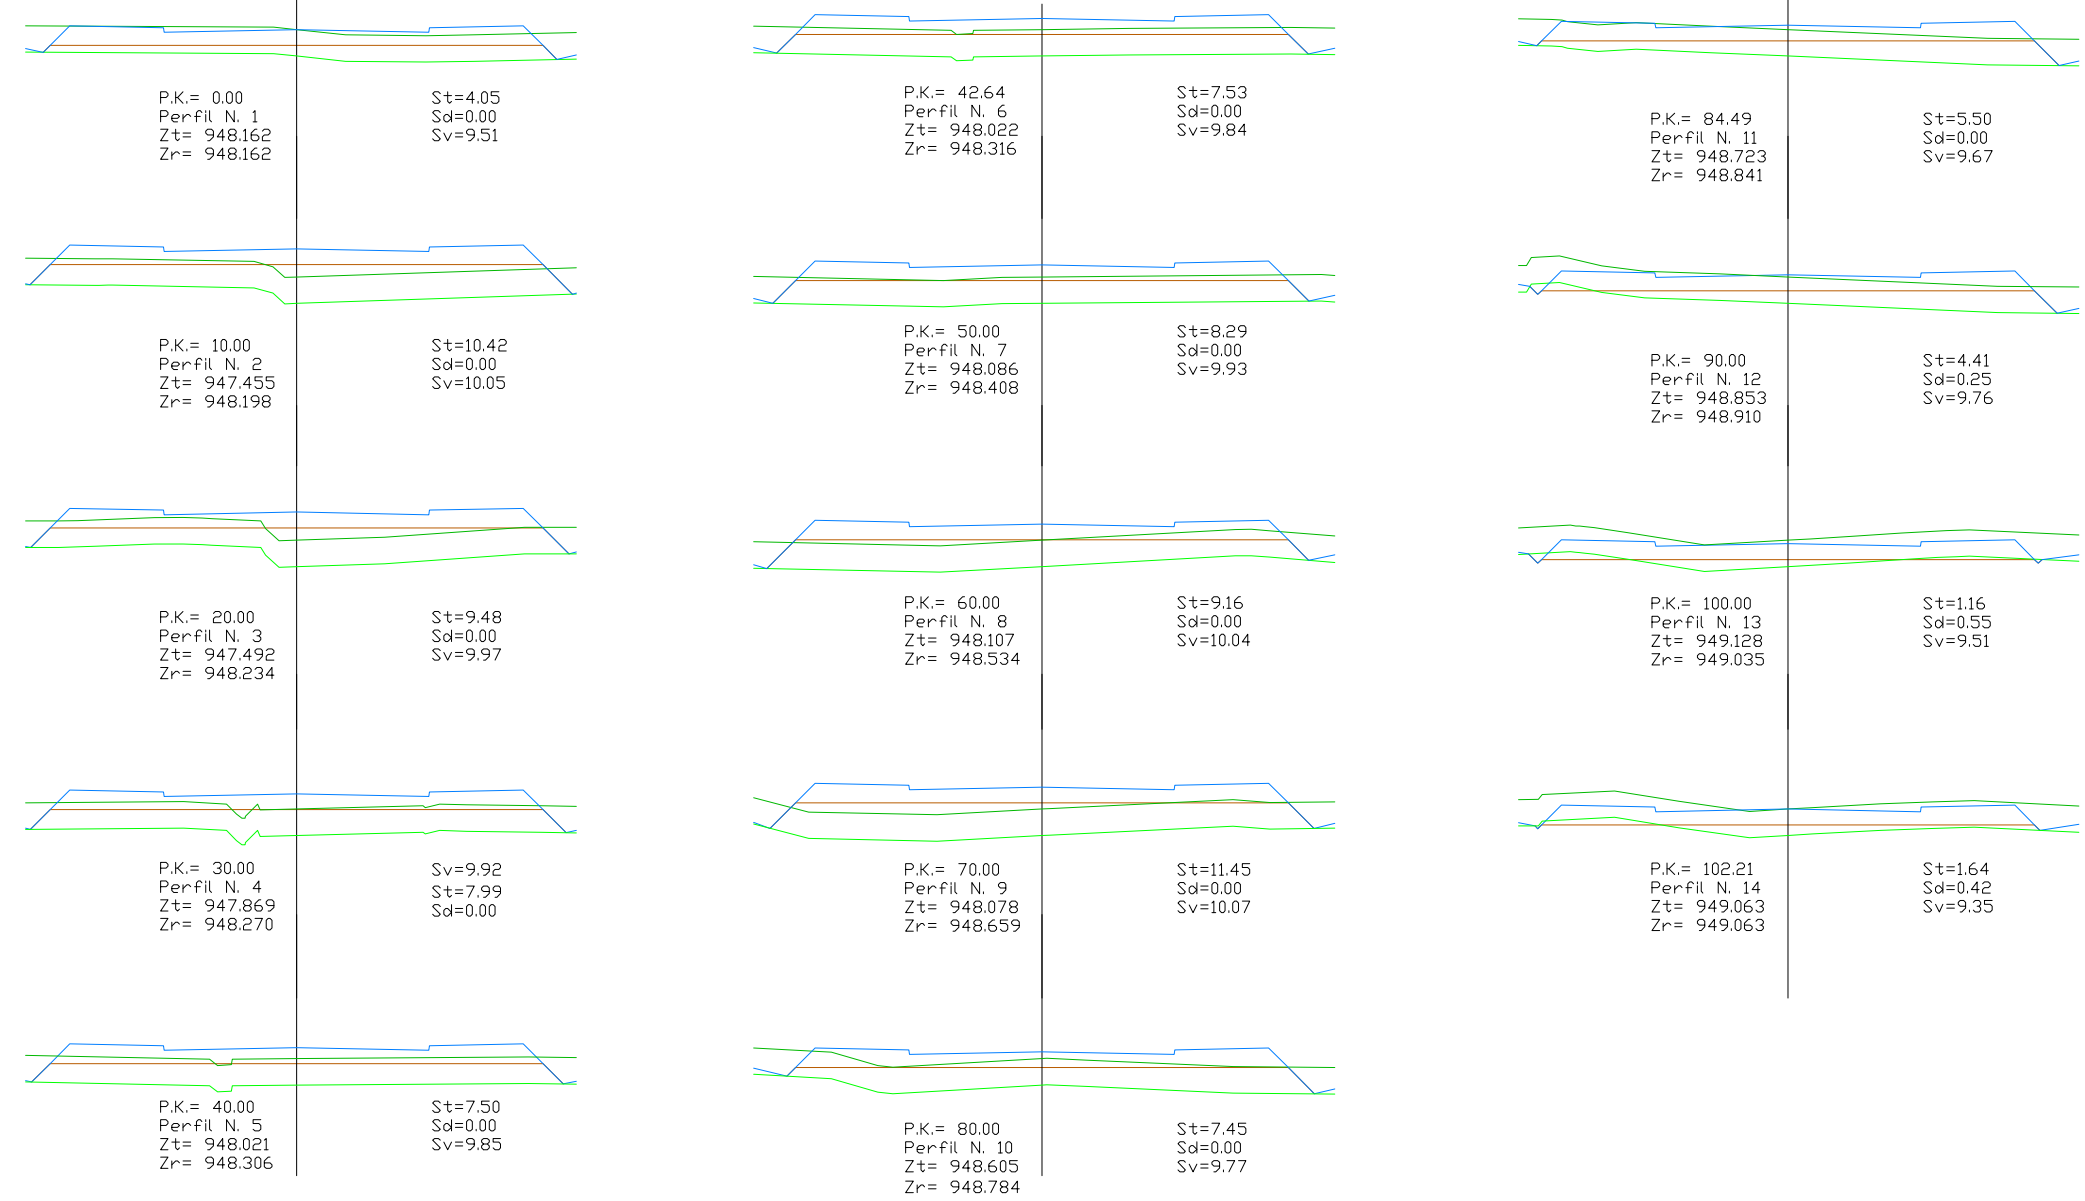 P.K.= 0.00
Perfil N. 1
Zt= 948.162
Zr= 948.162
St=4.05
Sd=0.00
Sv=9.51
P.K.= 10.00
Perfil N. 2
Zt= 947.455
Zr= 948.198
St=10.42
Sd=0.00
Sv=10.05
P.K.= 20.00
Perfil N. 3
Zt= 947.492
Zr= 948.234
St=9.48
Sd=0.00
Sv=9.97
P.K.= 30.00
Perfil N. 4
Zt= 947.869
Zr= 948.270
Sv=9.92
St=7.99
Sd=0.00
P.K.= 40.00
Perfil N. 5
Zt= 948.021
Zr= 948.306
St=7.50
Sd=0.00
Sv=9.85
P.K.= 42.64
Perfil N. 6
Zt= 948.022
Zr= 948.316
St=7.53
Sd=0.00
Sv=9.84
P.K.= 50.00
Perfil N. 7
Zt= 948.086
Zr= 948.408
St=8.29
Sd=0.00
Sv=9.93
P.K.= 60.00
Perfil N. 8
Zt= 948.107
Zr= 948.534
St=9.16
Sd=0.00
Sv=10.04
P.K.= 70.00
Perfil N. 9
Zt= 948.078
Zr= 948.659
St=11.45
Sd=0.00
Sv=10.07
P.K.= 80.00
Perfil N. 10
Zt= 948.605
Zr= 948.784
St=7.45
Sd=0.00
Sv=9.77
P.K.= 84.49
Perfil N. 11
Zt= 948.723
Zr= 948.841
St=5.50
Sd=0.00
Sv=9.67
P.K.= 90.00
Perfil N. 12
Zt= 948.853
Zr= 948.910
St=4.41
Sd=0.25
Sv=9.76
P.K.= 100.00
Perfil N. 13
Zt= 949.128
Zr= 949.035
St=1.16
Sd=0.55
Sv=9.51
P.K.= 102.21
Perfil N. 14
Zt= 949.063
Zr= 949.063
St=1.64
Sd=0.42
Sv=9.35